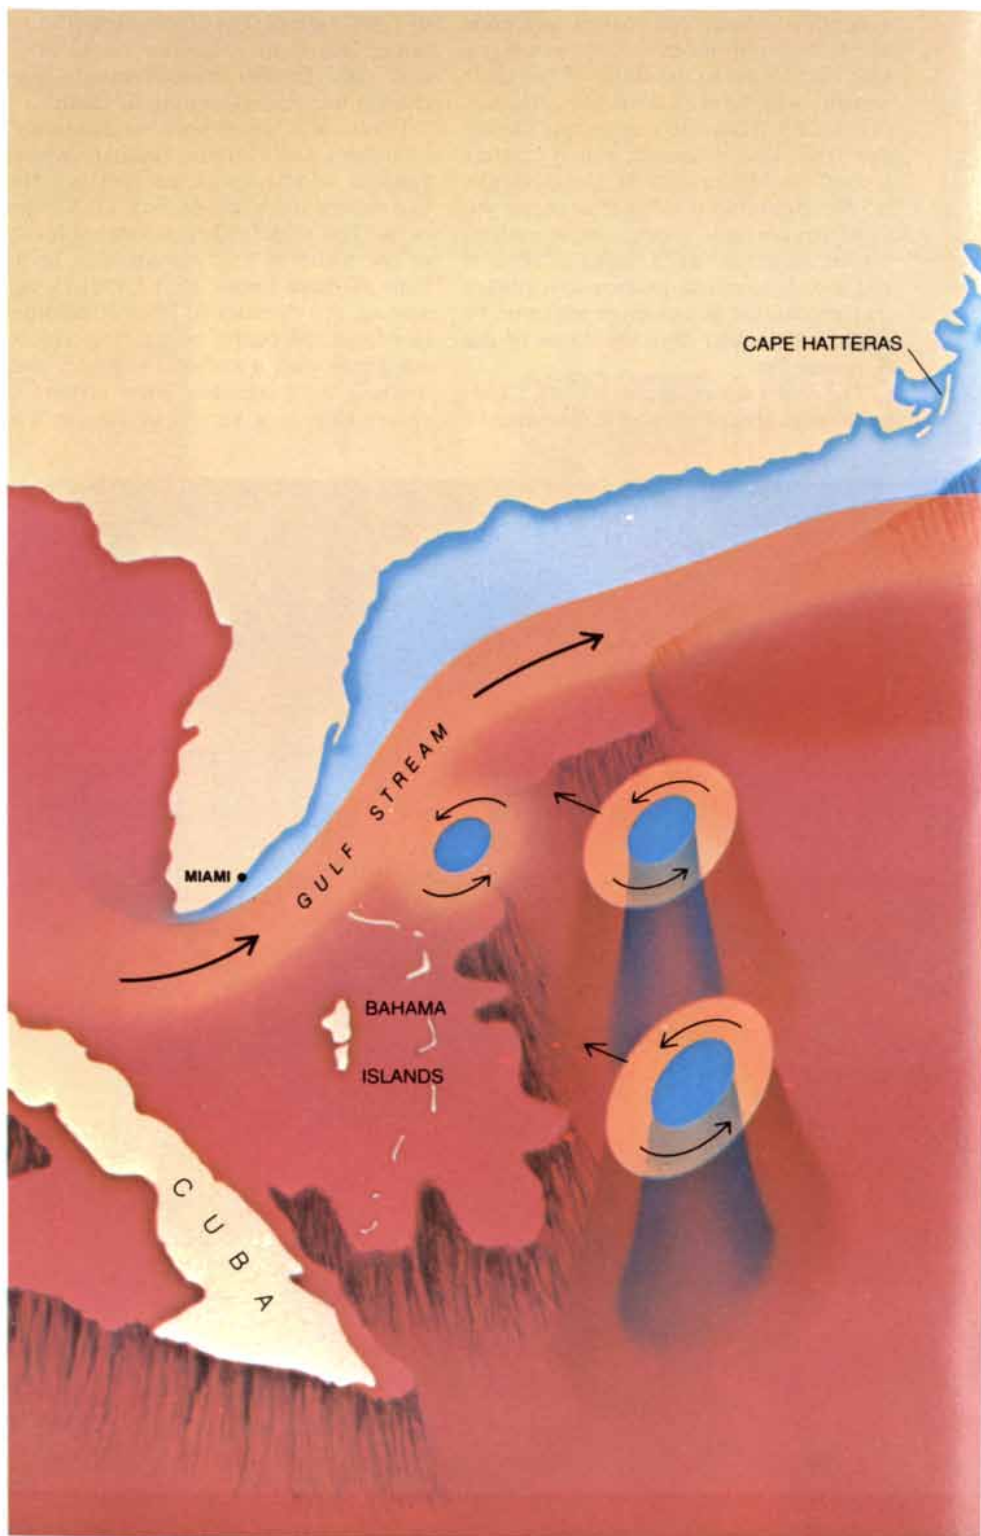 CAPE HATTERAS
GULF STREAM
MIAMI
BAHAMA
ISLANDS
CUBA